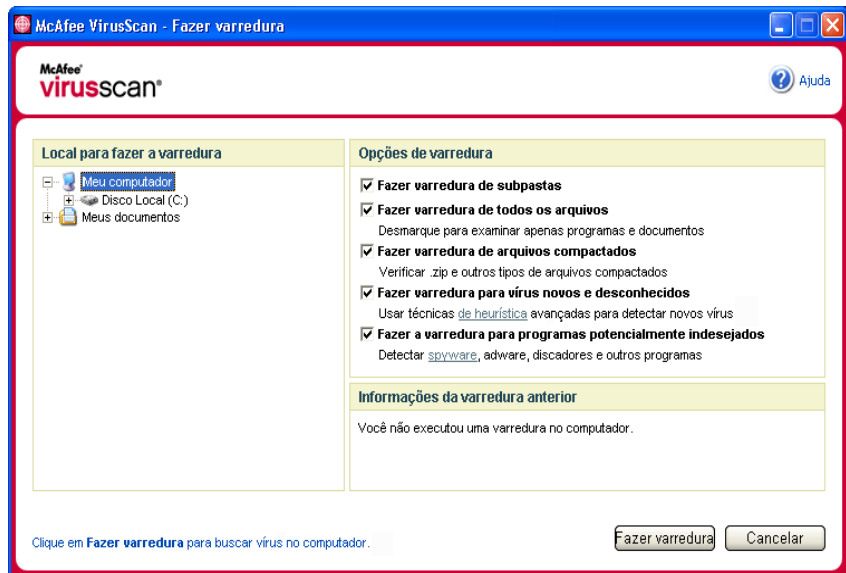 McAfee VirusScan - Fazer varredura
McAfee®
virusscan®
Ajuda
Local para fazer a varredura
Meu computador
Disco Local (C:)
Meus documentos
Opções de varredura
Fazer varredura de subpastas
Fazer varredura de todos os arquivos
Desmarque para examinar apenas programas e documentos
Fazer varredura de arquivos compactados
Verificar .zip e outros tipos de arquivos compactados
Fazer varredura para vírus novos e desconhecidos
Usar técnicas de heurística avançadas para detectar novos vírus
Fazer a varredura para programas potencialmente indesejados
Detectar spyware, adware, discadores e outros programas
Informações da varredura anterior
Você não executou uma varredura no computador.
Clique em Fazer varredura para buscar vírus no computador.
Fazer varredura
Cancelar